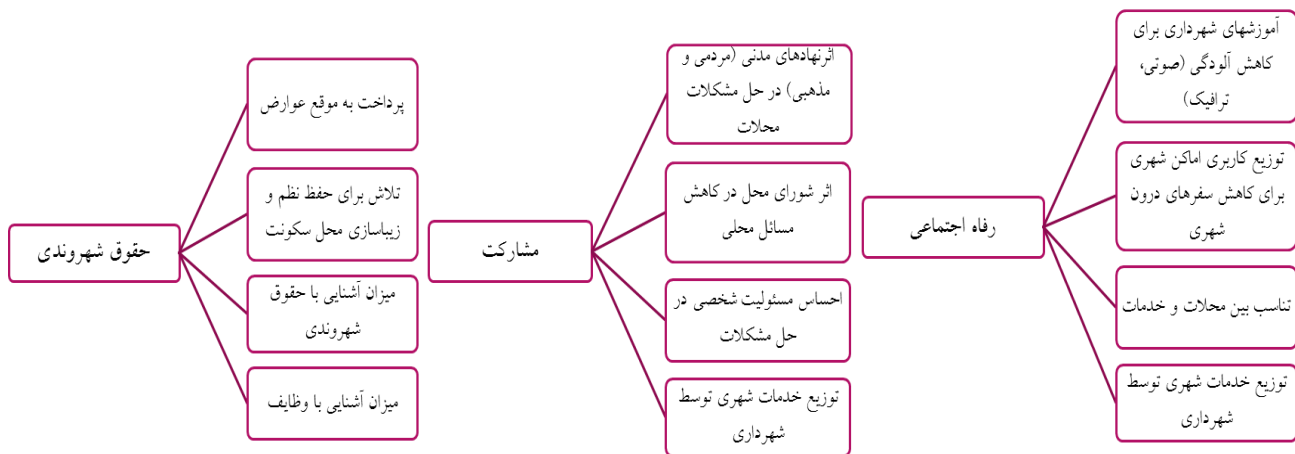 رفاه اجتماعی
آموزشهای شهرداری برای
کاهش آلودگی (صوتی،
ترافیک)
توزیع کاربری اماکن شهری
برای کاهش سفرهای درون
شهری
تناسب بین محلات و خدمات
توزیع خدمات شهری توسط
شهرداری
مشارکت
اثرنهادهای مدنی (مردمی و
مذهبی) در حل مشکلات
محلات
اثر شورای محل در کاهش
مسائل محلی
احساس مسئولیت شخصی در
حل مشکلات
توزیع خدمات شهری توسط
شهرداری
حقوق شهروندی
پرداخت به موقع عوارض
تلاش برای حفظ نظم و
زیباسازی محل سکونت
میزان آشنایی با حقوق
شهروندی
میزان آشنایی با وظایف